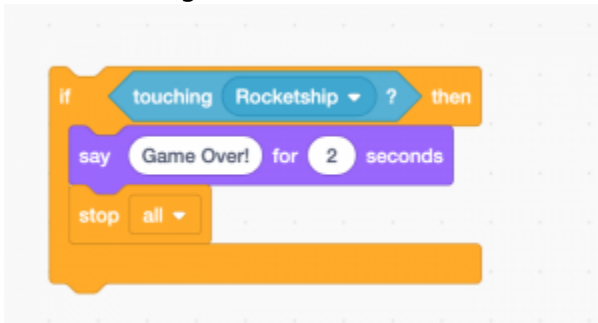 if touching Rocketship ? then
say Game Over! for 2 seconds
stop all